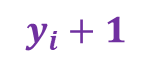 yᵢ + 1